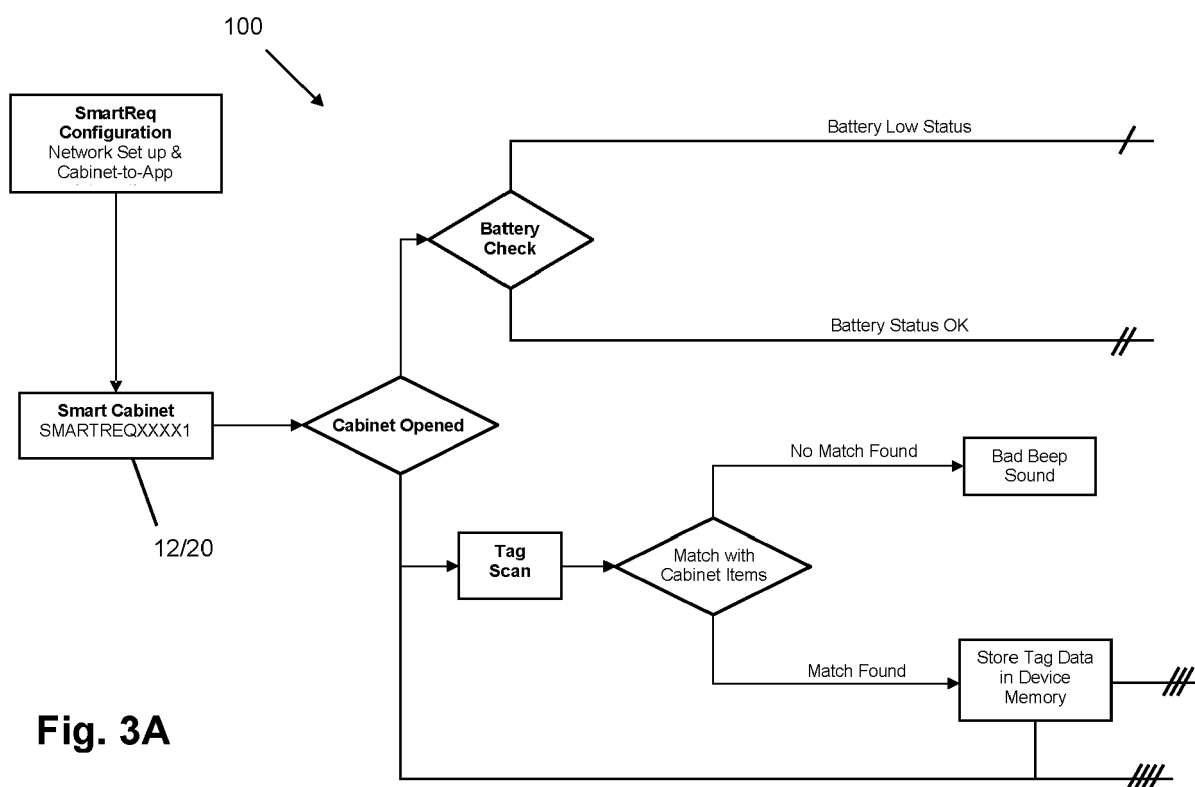 100
SmartReq
Configuration
Network Set up &
Cabinet-to-App
Battery Low Status
Battery
Check
Battery Status OK
Smart Cabinet
SMARTREQXXXX1
Cabinet Opened
12/20
No Match Found
Bad Beep
Sound
Tag
Scan
Match with
Cabinet Items
Match Found
Store Tag Data
in Device
Memory
Fig. 3A